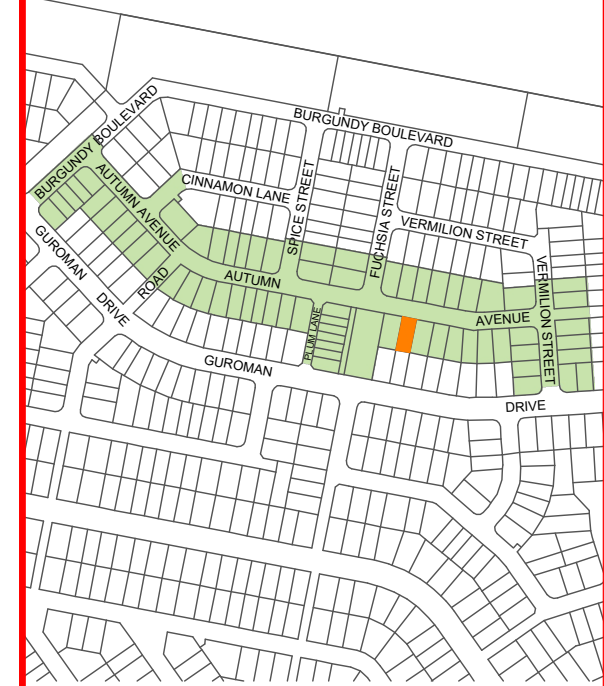 BURGUNDY BOULEVARD
BURGUNDY BOULEVARD
CINNAMON LANE
SPICE STREET
FUCHSIA STREET
VERMILION STREET
AUTUMN AVENUE
GUROMAN
DRIVE
ROAD
AUTUMN
AVENUE
VERMILION STREET
PLUM LANE
GUROMAN
DRIVE